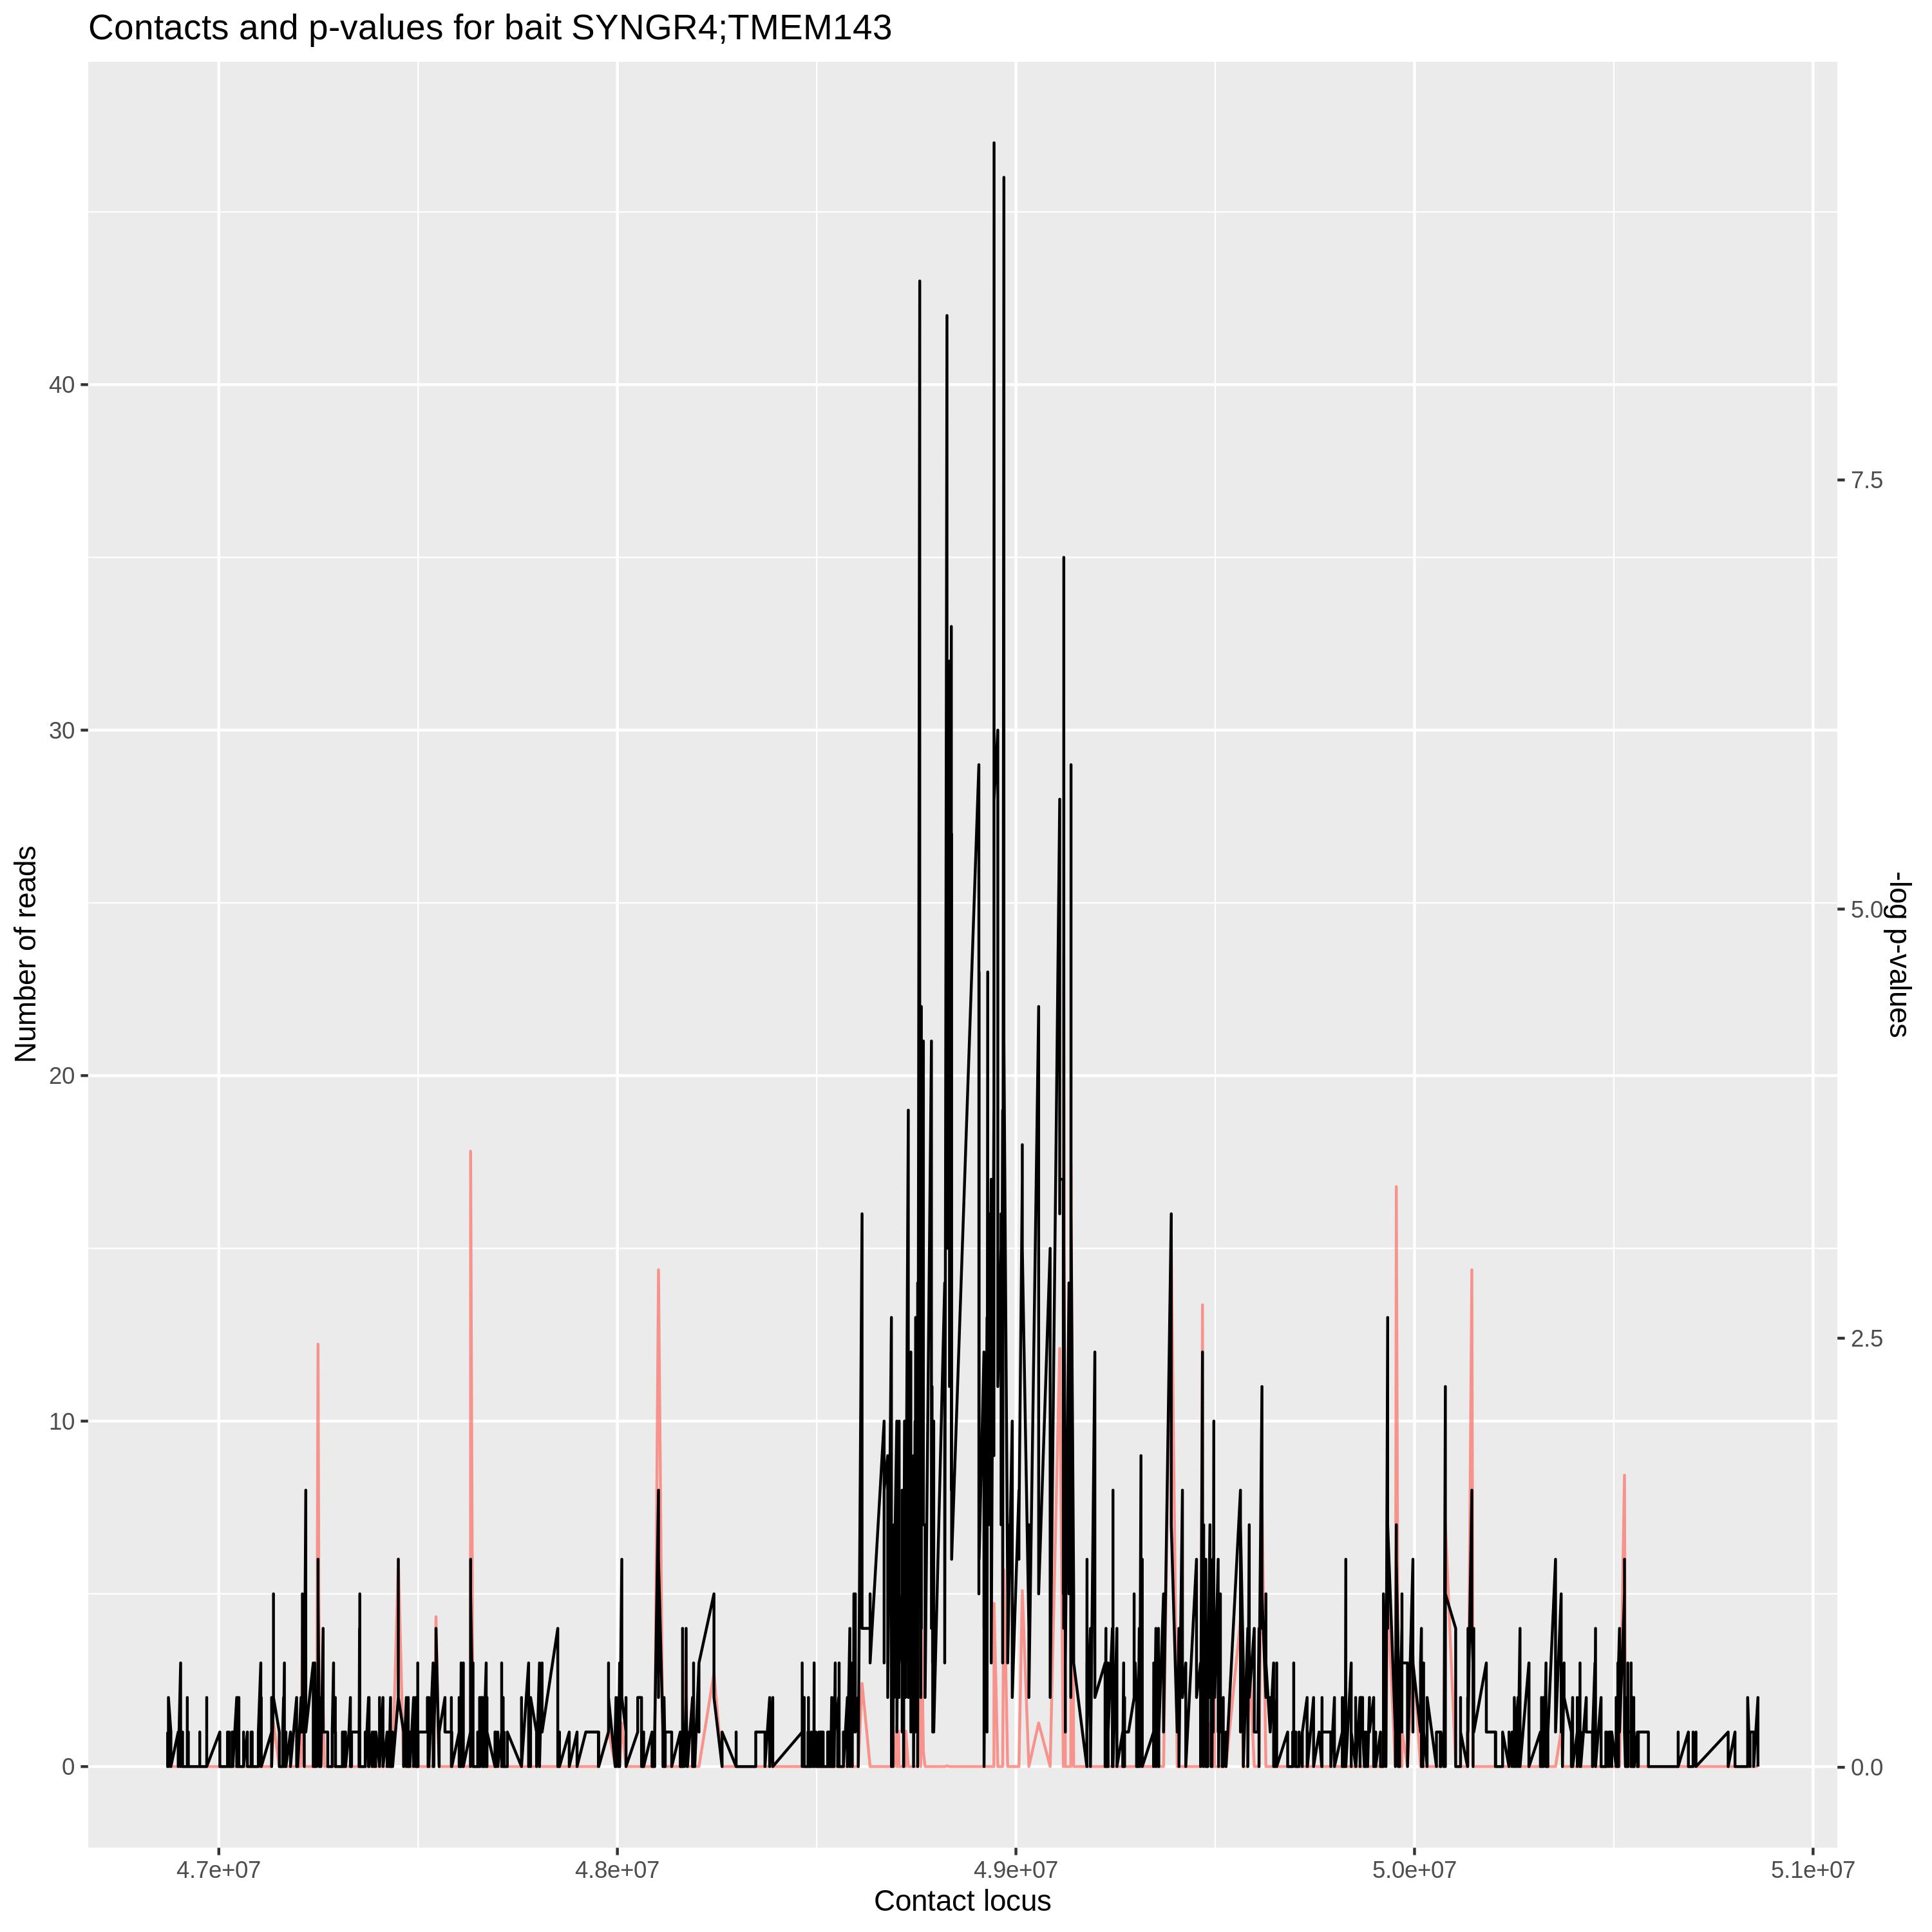 Contacts and p-values for bait SYNGR4;TMEM143
40
30
20
10
0
Number of reads
7.5
5.0
2.5
0.0
-log p-values
4.7e+07 4.8e+07 4.9e+07 5.0e+07 5.1e+07
Contact locus